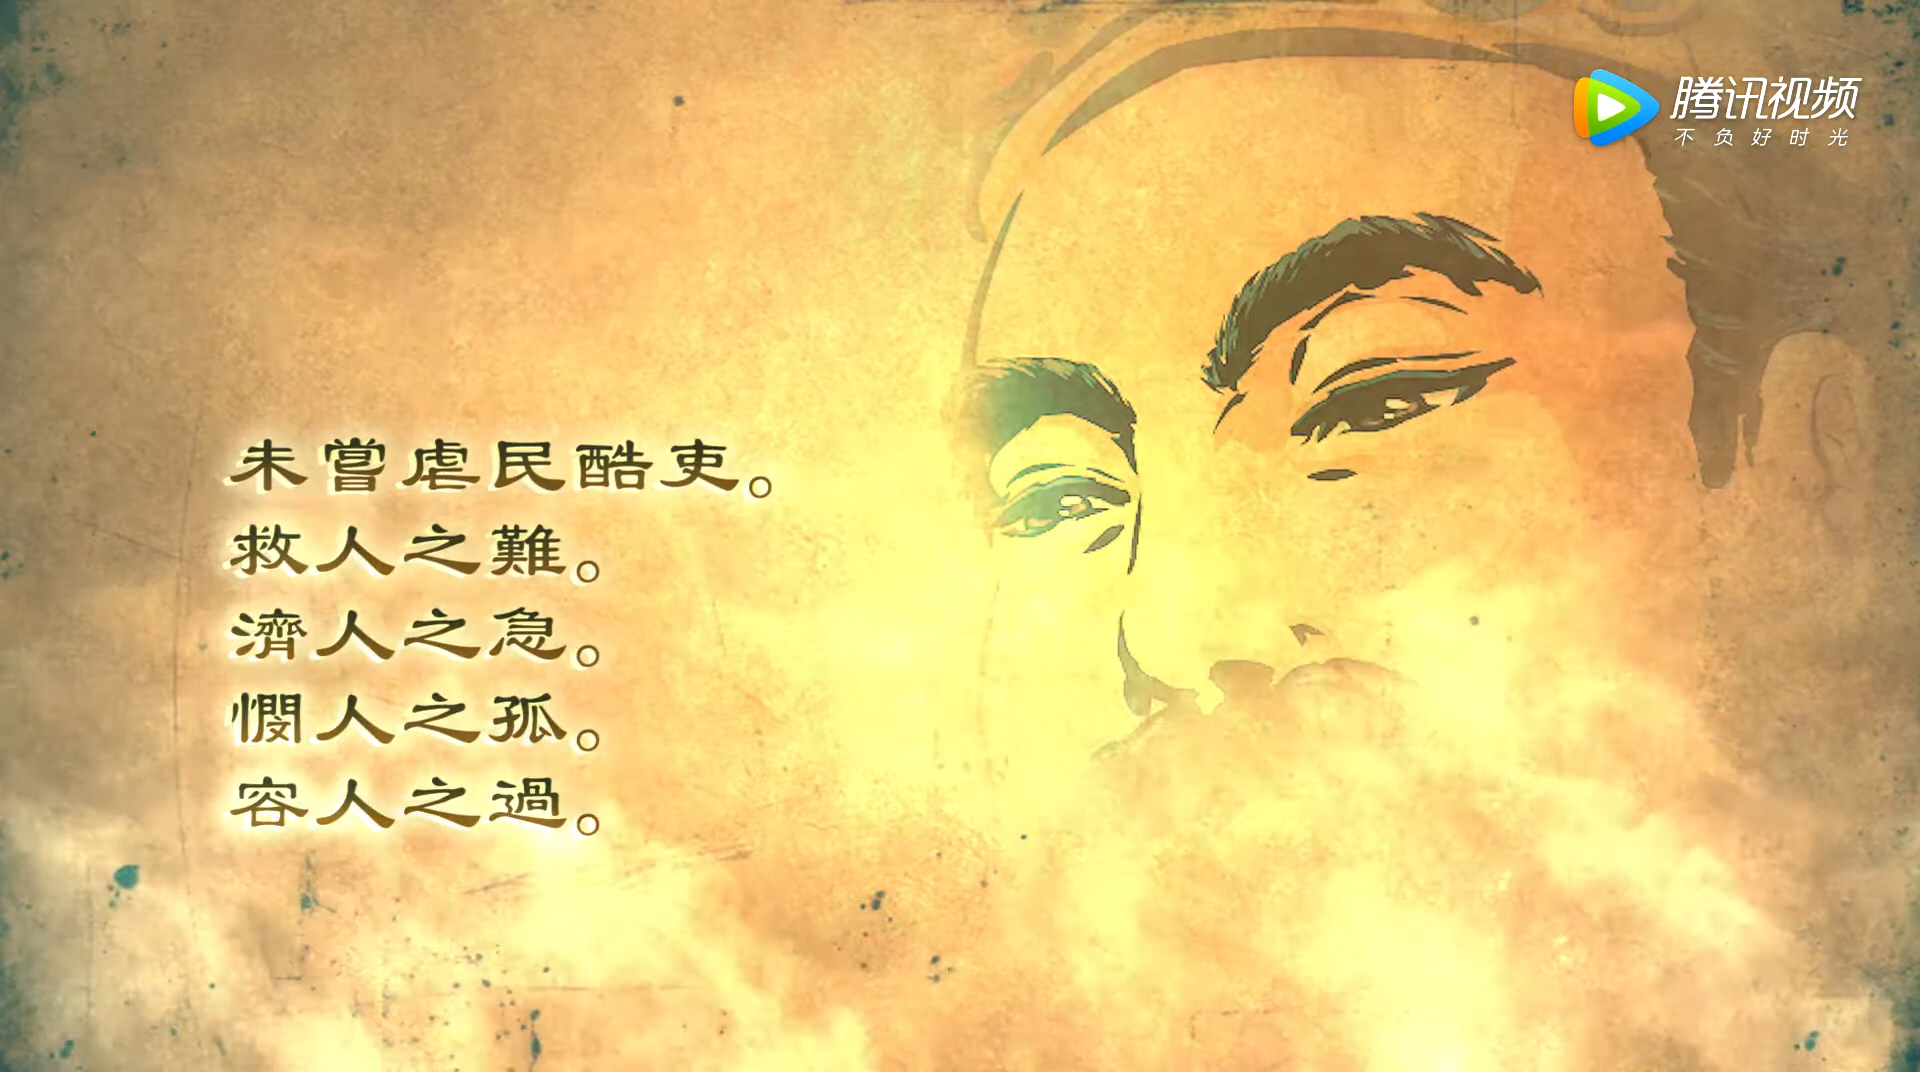 腾讯视频
不负好时光
未嘗虐民酷吏。
救人之難。
濟人之急。
憫人之孤。
容人之過。